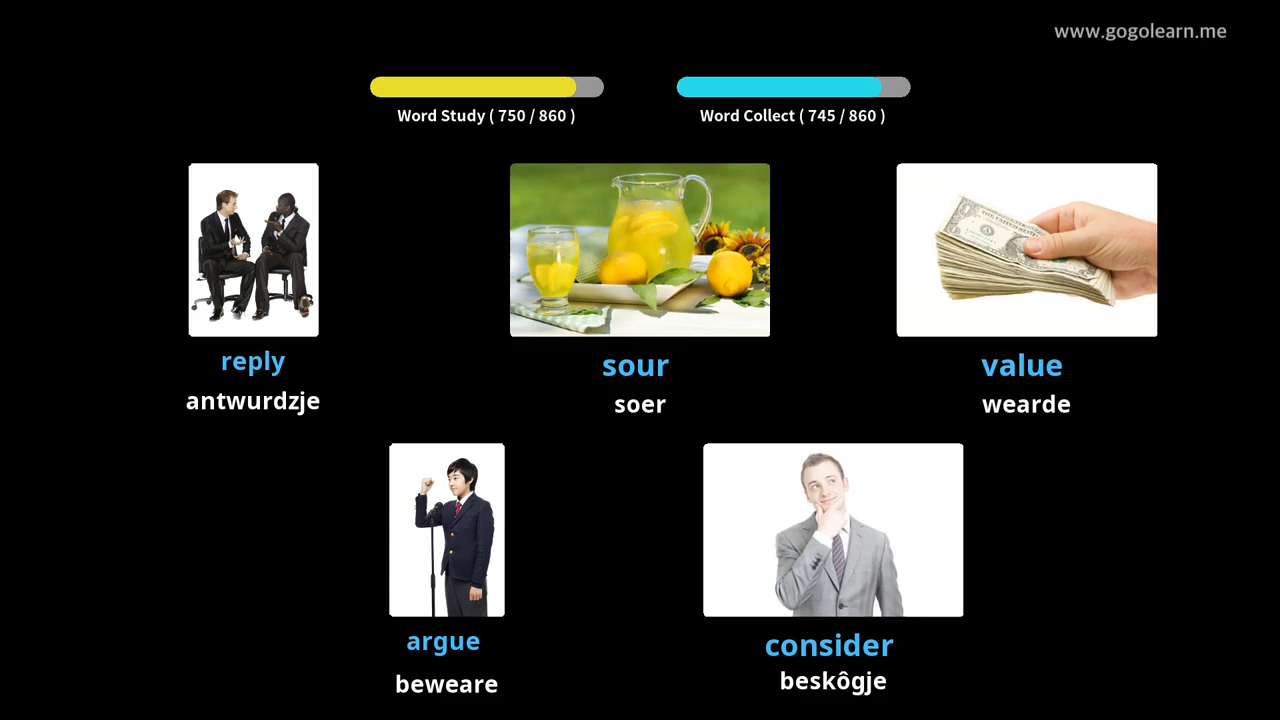 www.gogolearn.me
Word Study ( 750 / 860 )
Word Collect ( 745 / 860 )
reply
antwurdzje
sour
soer
value
wearde
argue
beweare
consider
beskôgje